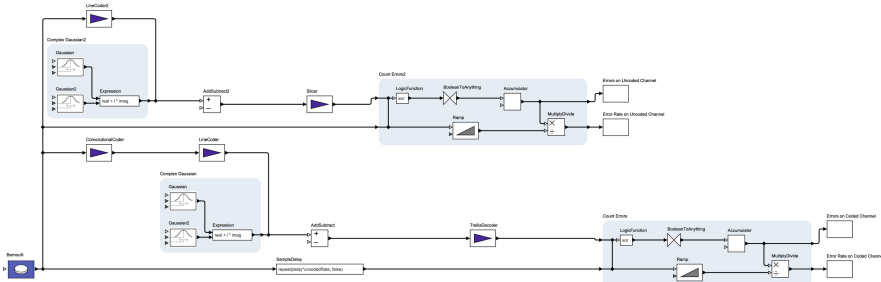 LineCoder2
Complex Gaussian2
Gaussian
Gaussian2
Expression
real + i * imag
AddSubtract2
+
−
Slicer
Count Errors2
LogicFunction
xor
BooleanToAnything
Accumulator
Ramp
MultiplyDivide
×
÷
Errors on Uncoded Channel
Error Rate on Uncoded Channel
ConvolutionalCoder
LineCoder
Complex Gaussian
Gaussian
Gaussian2
Expression
real + i * imag
AddSubtract
+
−
TrellisDecoder
Count Errors
LogicFunction
xor
BooleanToAnything
Accumulator
Ramp
MultiplyDivide
×
÷
Errors on Coded Channel
Error Rate on Coded Channel
Bernoulli
SampleDelay
repeat(delay*uncodedRate, false)